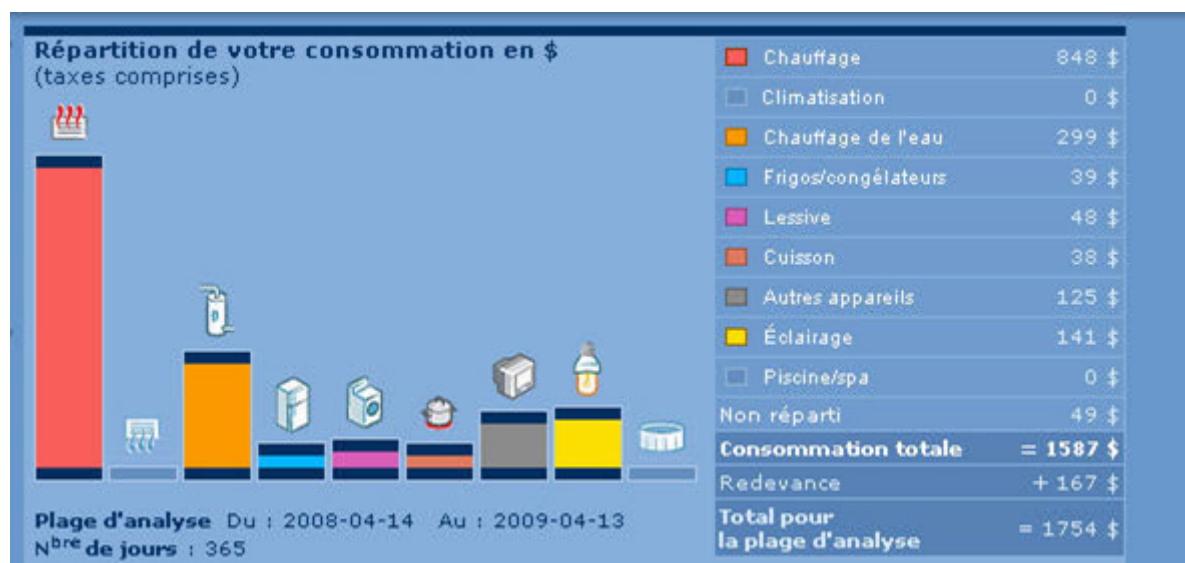 Répartition de votre consommation en $
(taxes comprises)
Chauffage 848 $
Climatisation 0 $
Chauffage de l'eau 299 $
Frigos/congélateurs 39 $
Lessive 48 $
Cuisson 38 $
Autres appareils 125 $
Éclairage 141 $
Piscine/spa 0 $
Non réparti 49 $
Consommation totale = 1587 $
Redevance + 167 $
Total pour
la plage d'analyse = 1754 $
Plage d'analyse Du : 2008-04-14 Au : 2009-04-13
Nbre de jours : 365